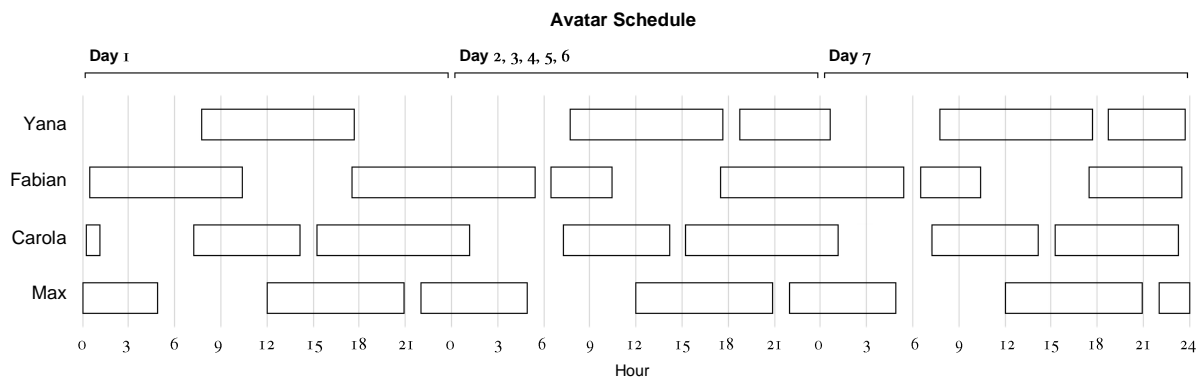 Avatar Schedule
Day 1 Day 2, 3, 4, 5, 6 Day 7
Yana
Fabian
Carola
Max
0 3 6 9 12 15 18 21 0 3 6 9 12 15 18 21 0 3 6 9 12 15 18 21 24
Hour